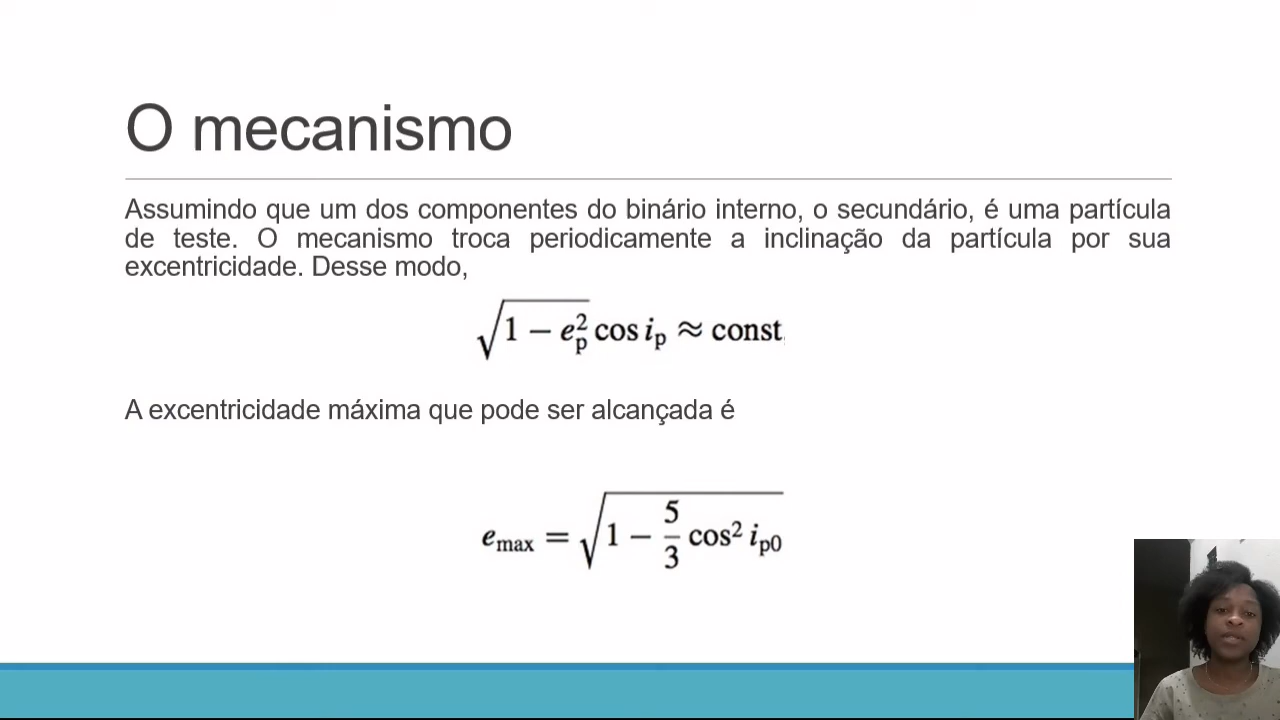 O mecanismo
Assumindo que um dos componentes do binário interno, o secundário, é uma partícula
de teste. O mecanismo troca periodicamente a inclinação da partícula por sua
excentricidade. Desse modo,
√(1 − e_p²) cos i_p ≈ const
A excentricidade máxima que pode ser alcançada é
e_max = √(1 − 5/3 cos² i_p0)